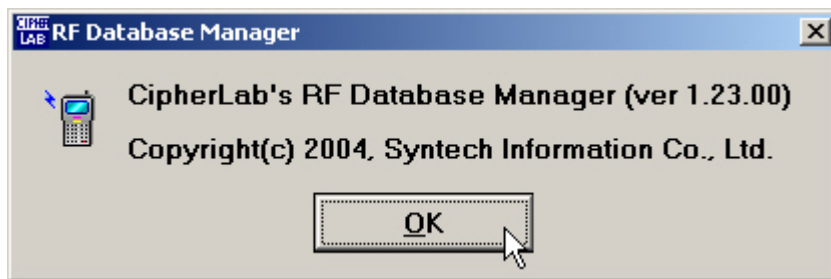 CIPHER
LAB RF Database Manager
CipherLab's RF Database Manager (ver 1.23.00)
Copyright(c) 2004, Syntech Information Co., Ltd.
OK